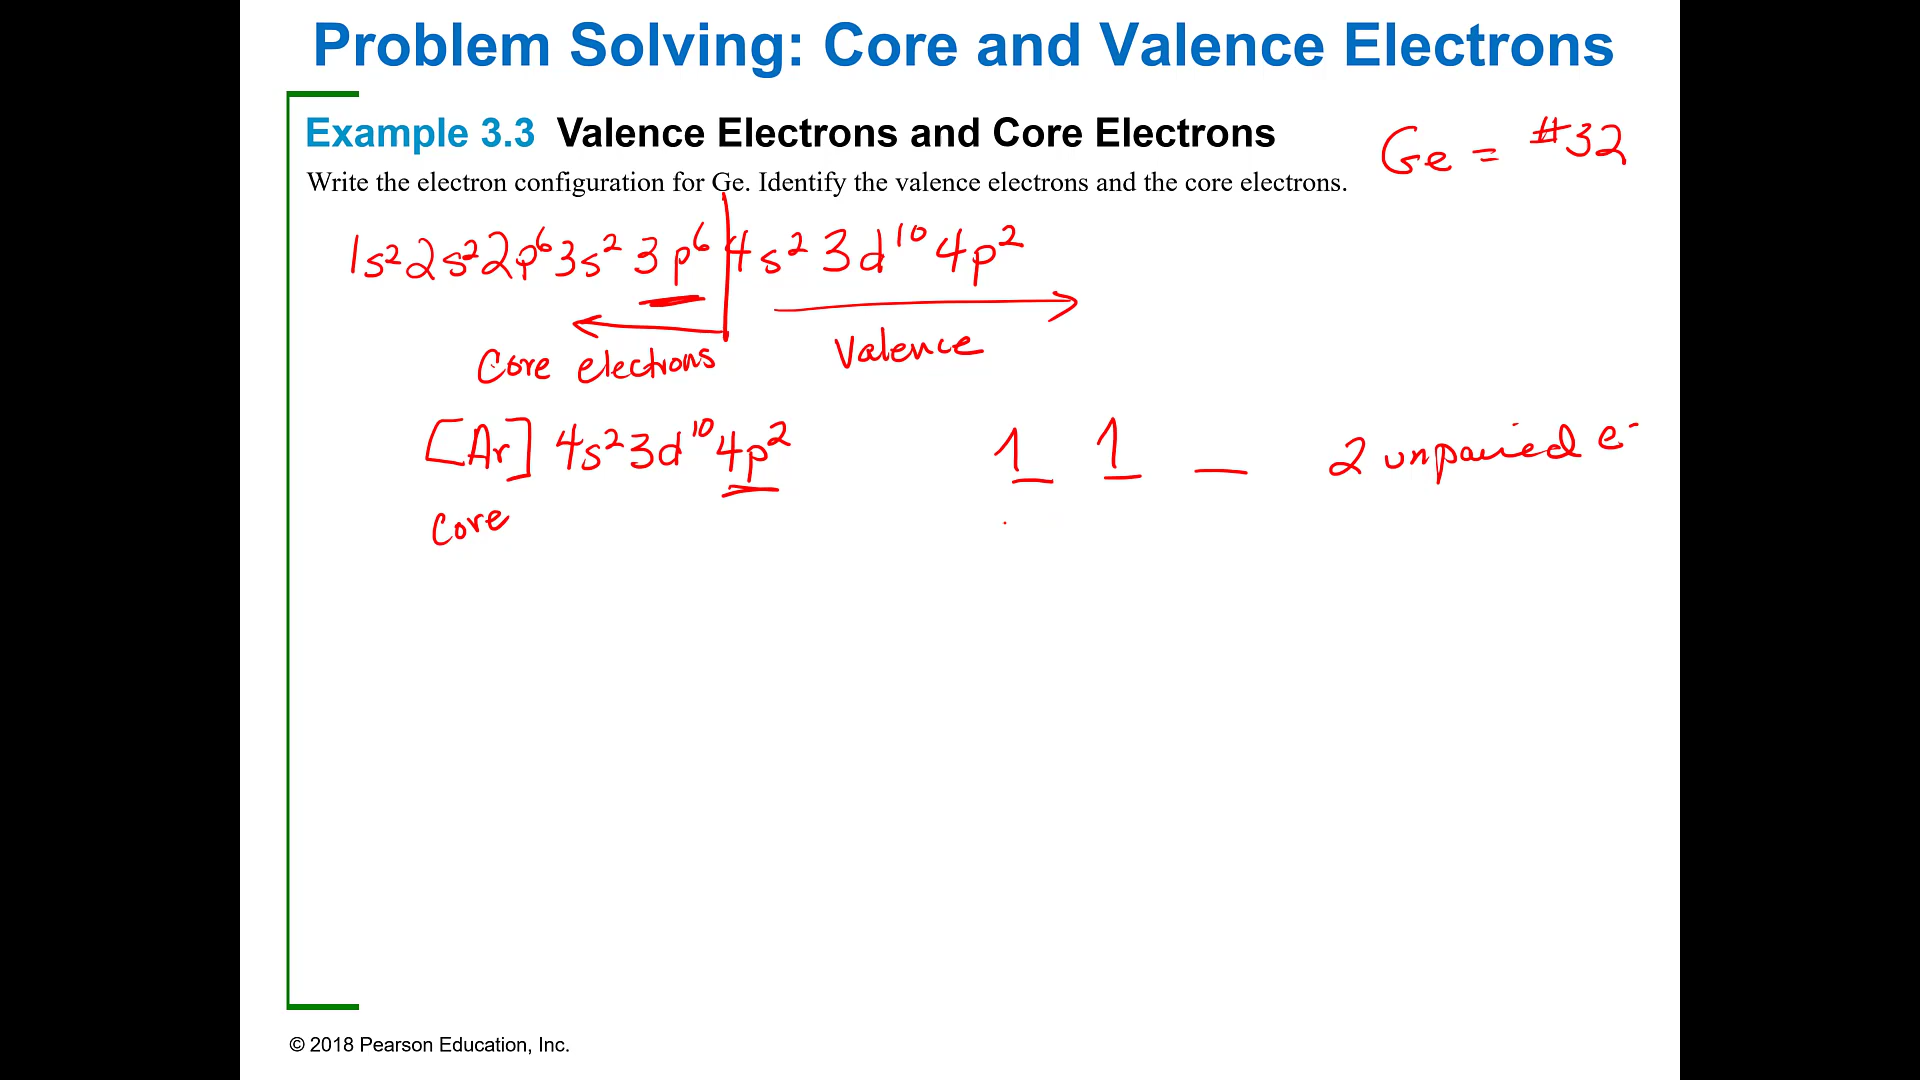 Problem Solving: Core and Valence Electrons
Example 3.3 Valence Electrons and Core Electrons
Ge = #32
Write the electron configuration for Ge. Identify the valence electrons and the core electrons.
1s²2s²2p⁶3s²3p⁶4s²3d¹⁰4p²
Core electrons
Valence
[Ar] 4s²3d¹⁰4p²
1 1 _ 2 unpaired e⁻
Core
© 2018 Pearson Education, Inc.